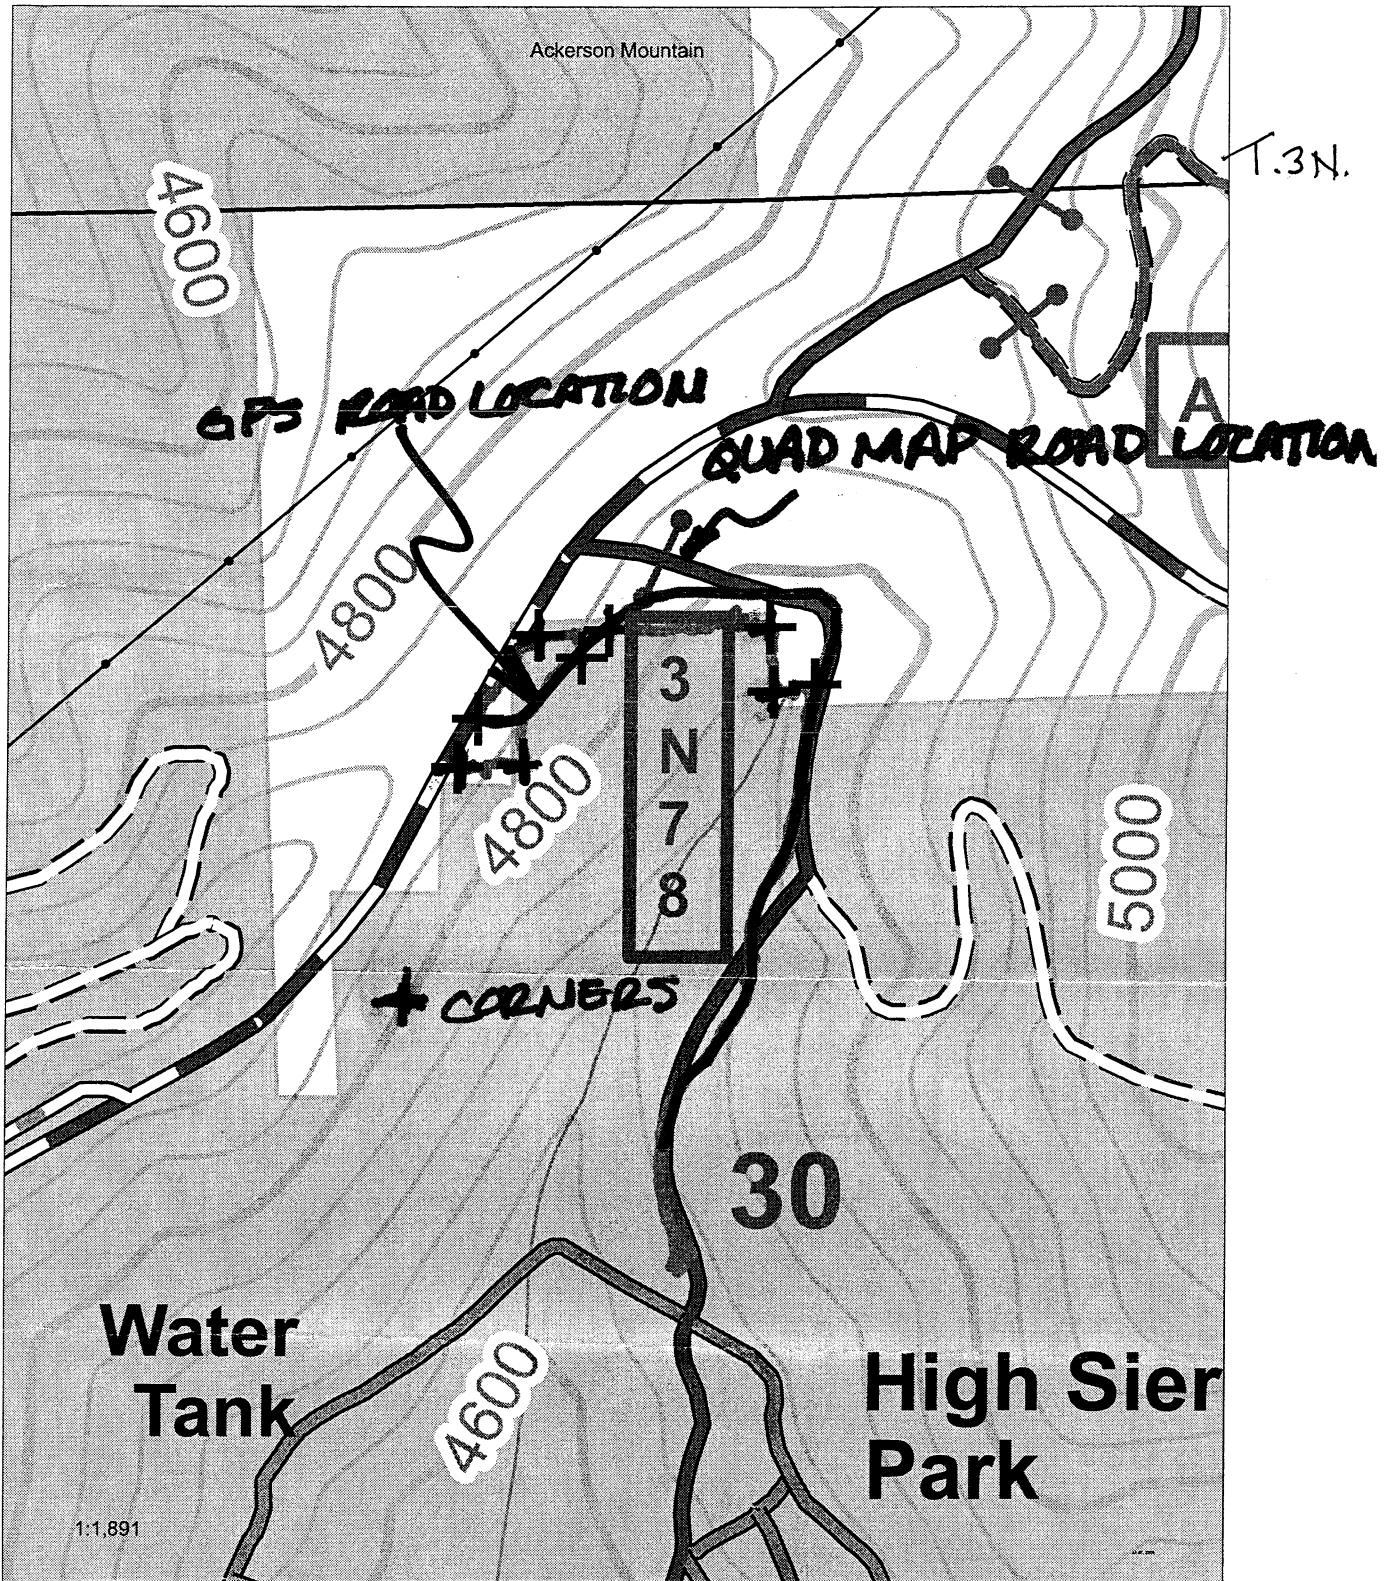 Ackerson Mountain
T.3N.
4600
GPS ROAD LOCATION
A
QUAD MAP ROAD LOCATION
4800
3
N
7
8
4800
5000
+ CORNERS
30
Water
Tank
4600
High Sier
Park
1:1,891